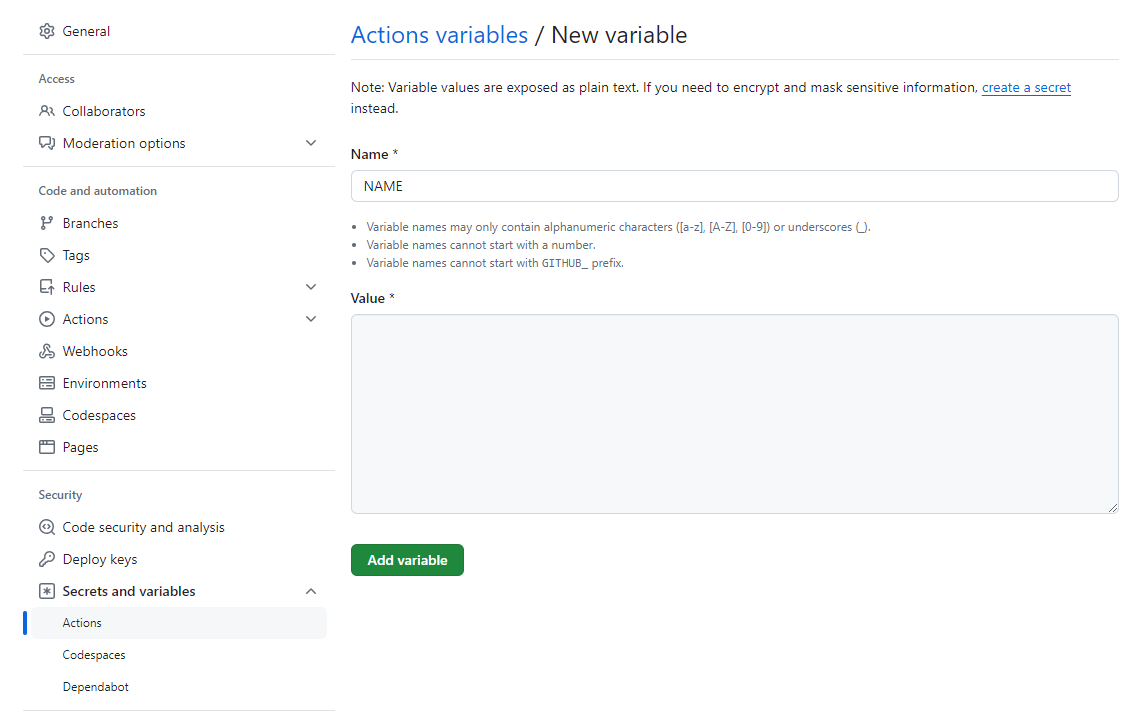 General
Access
Collaborators
Moderation options
Code and automation
Branches
Tags
Rules
Actions
Webhooks
Environments
Codespaces
Pages
Security
Code security and analysis
Deploy keys
Secrets and variables
Actions
Codespaces
Dependabot
Actions variables / New variable
Note: Variable values are exposed as plain text. If you need to encrypt and mask sensitive information, create a secret
instead.
Name *
NAME
• Variable names may only contain alphanumeric characters ([a-z], [A-Z], [0-9]) or underscores (_).
• Variable names cannot start with a number.
• Variable names cannot start with GITHUB_ prefix.
Value *
Add variable